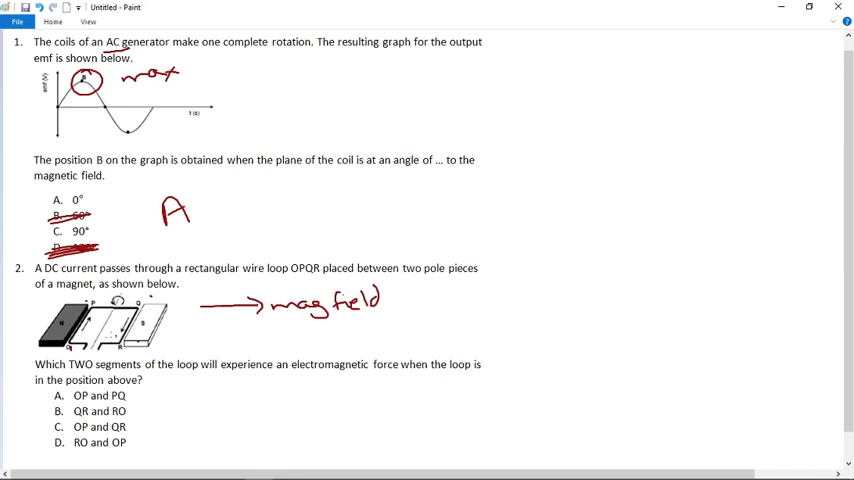 Untitled - Paint
File Home View
1. The coils of an AC generator make one complete rotation. The resulting graph for the output
emf is shown below.
emf (V)
B
max
t (s)
The position B on the graph is obtained when the plane of the coil is at an angle of ... to the
magnetic field.
A. 0°
B. 60°
C. 90°
D.
A
2. A DC current passes through a rectangular wire loop OPQR placed between two pole pieces
of a magnet, as shown below.
P Q
N S
O R
mag field
Which TWO segments of the loop will experience an electromagnetic force when the loop is
in the position above?
A. OP and PQ
B. QR and RO
C. OP and QR
D. RO and OP